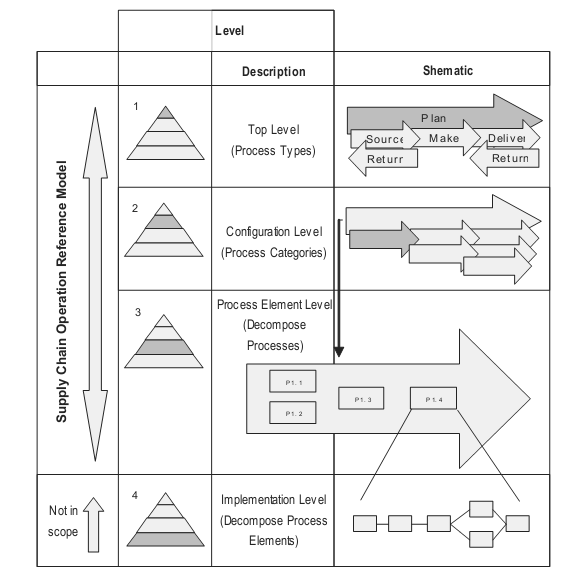 Level
Description
Shematic
Supply Chain Operation Reference Model
1
Top Level
(Process Types)
Plan
Source
Make
Deliver
Return
Return
2
Configuration Level
(Process Categories)
3
Process Element Level
(Decompose
Processes)
P1. 1
P1. 2
P1. 3
P1. 4
Not in
scope
4
Implementation Level
(Decompose Process
Elements)